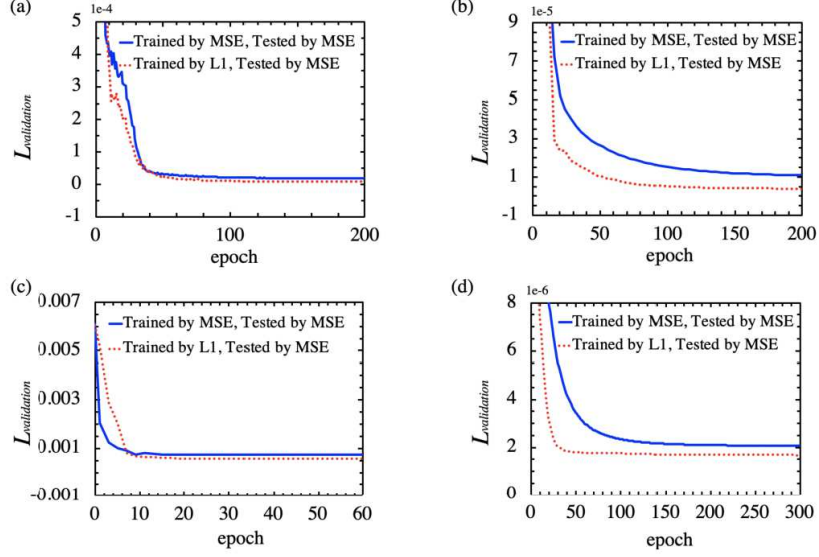 (a)
1e-4
5
4
3
2
1
0
-1
Trained by MSE, Tested by MSE
Trained by L1, Tested by MSE
Lvalidation
0 100 200
epoch
(b)
1e-5
9
7
5
3
1
-1
Trained by MSE, Tested by MSE
Trained by L1, Tested by MSE
Lvalidation
0 50 100 150 200
epoch
(c)
0.007
0.005
0.003
0.001
-0.001
Trained by MSE, Tested by MSE
Trained by L1, Tested by MSE
Lvalidation
0 10 20 30 40 50 60
epoch
(d)
1e-6
8
6
4
2
0
Trained by MSE, Tested by MSE
Trained by L1, Tested by MSE
Lvalidation
0 50 100 150 200 250 300
epoch